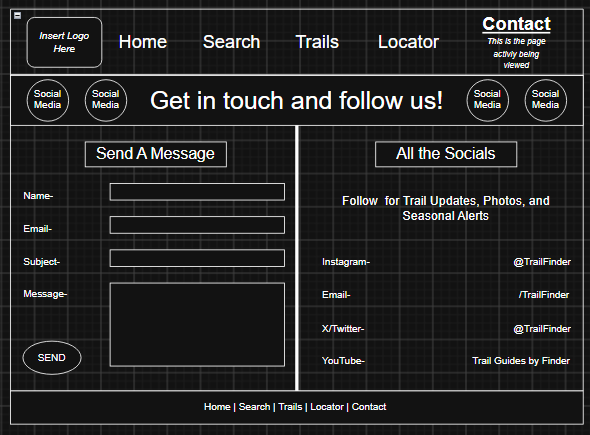 Insert Logo
Here
Home
Search
Trails
Locator
Contact
This is the page
activiy being
viewed
Social
Media
Social
Media
Get in touch and follow us!
Social
Media
Social
Media
Send A Message
All the Socials
Name-
Email-
Subject-
Message-
SEND
Follow  for Trail Updates, Photos, and
Seasonal Alerts
Instagram- @TrailFinder
Email- /TrailFinder
X/Twitter- @TrailFinder
YouTube- Trail Guides by Finder
Home | Search | Trails | Locator | Contact